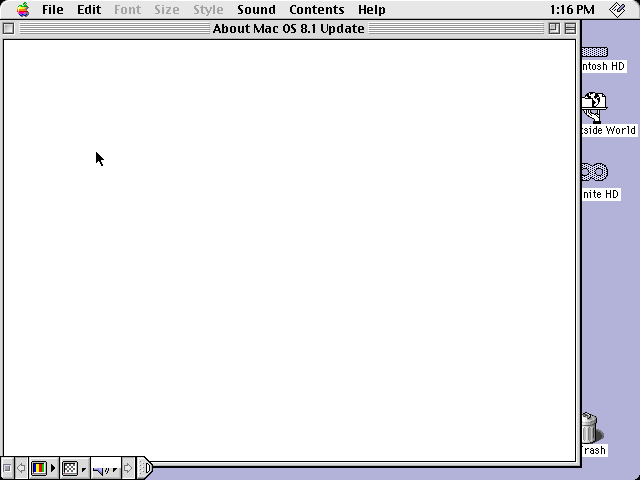 File Edit Font Size Style Sound Contents Help 1:16 PM
About Mac OS 8.1 Update
ntosh HD
side World
nite HD
rash